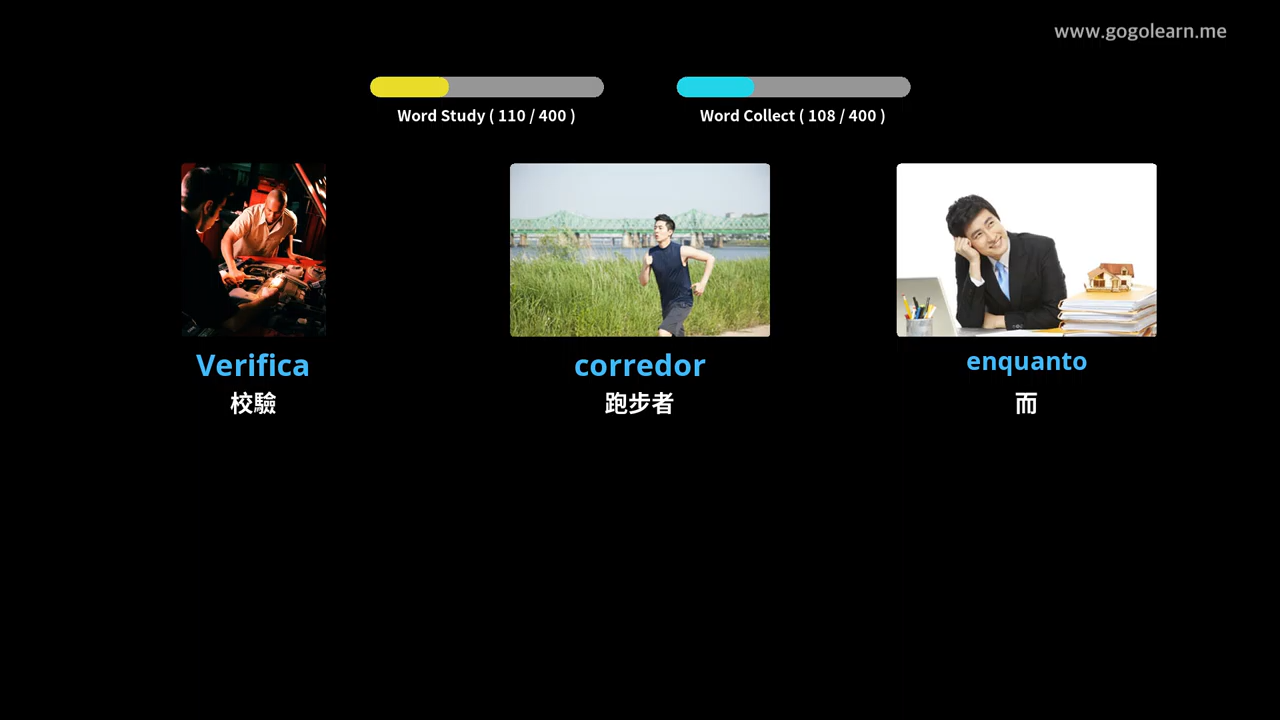 www.gogolearn.me
Word Study ( 110 / 400 )
Word Collect ( 108 / 400 )
Verifica
校驗
corredor
跑步者
enquanto
而